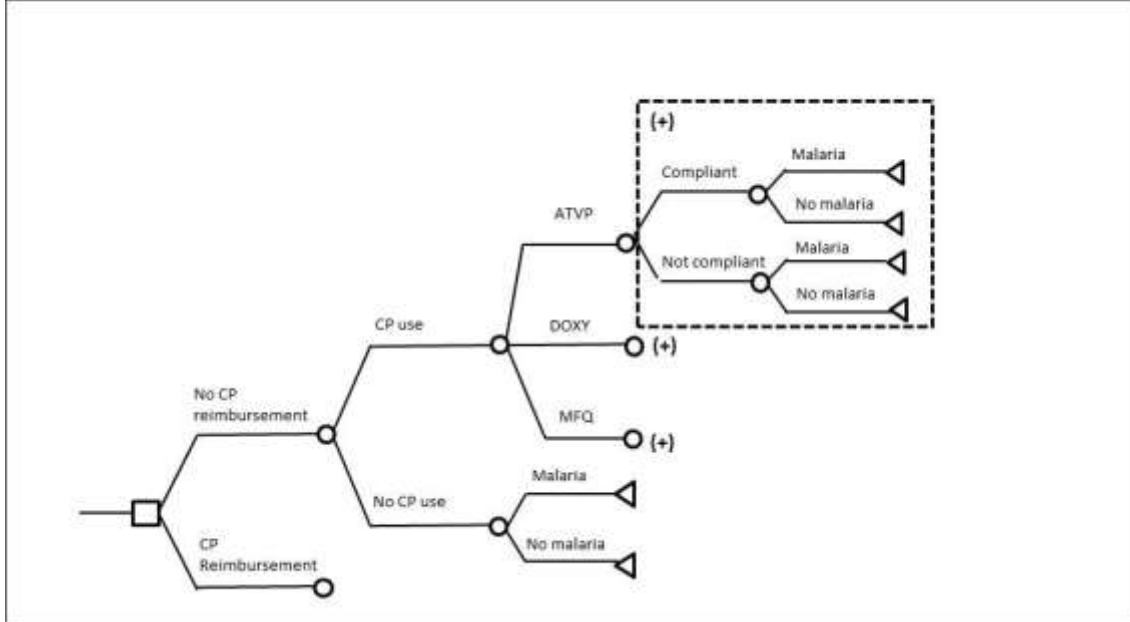 (+)
Malaria
Compliant
No malaria
ATVP
Malaria
Not compliant
No malaria
CP use
DOXY
(+)
No CP
reimbursement
MFQ
(+)
Malaria
No CP use
No malaria
CP
Reimbursement